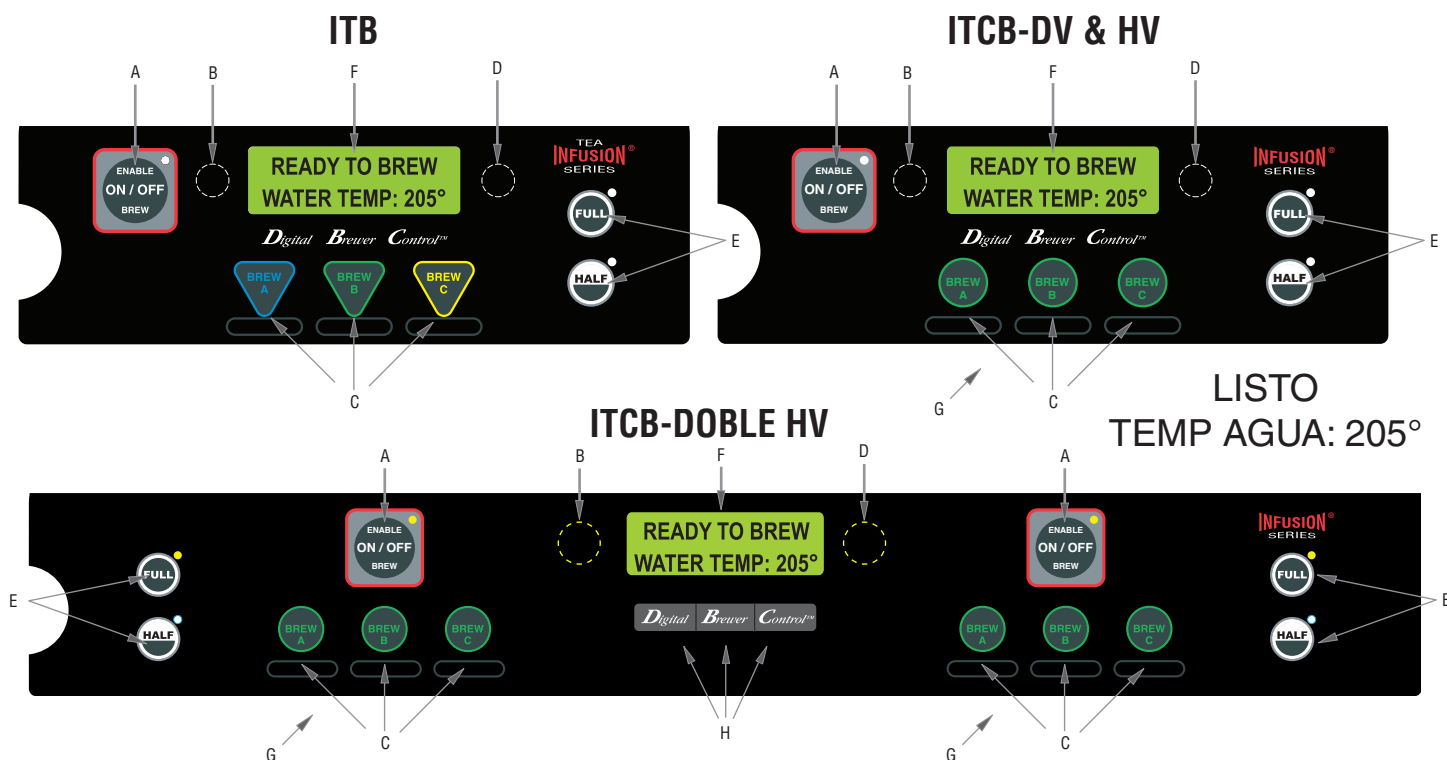 ITB
A
B
F
D
ENABLE
ON / OFF
BREW
READY TO BREW
WATER TEMP: 205°
TEA
INFUSION®
SERIES
FULL
HALF
E
Digital Brewer Control™
BREW A
BREW B
BREW C
C
ITCB-DV & HV
A
B
F
D
ENABLE
ON / OFF
BREW
READY TO BREW
WATER TEMP: 205°
INFUSION®
SERIES
FULL
HALF
E
Digital Brewer Control™
BREW A
BREW B
BREW C
G
C
LISTO
TEMP AGUA: 205°
ITCB-DOBLE HV
A
B
F
D
A
E
FULL
HALF
ENABLE
ON / OFF
BREW
BREW A
BREW B
BREW C
G
C
READY TO BREW
WATER TEMP: 205°
Digital Brewer Control™
H
ENABLE
ON / OFF
BREW
BREW A
BREW B
BREW C
G
C
INFUSION®
SERIES
FULL
HALF
E